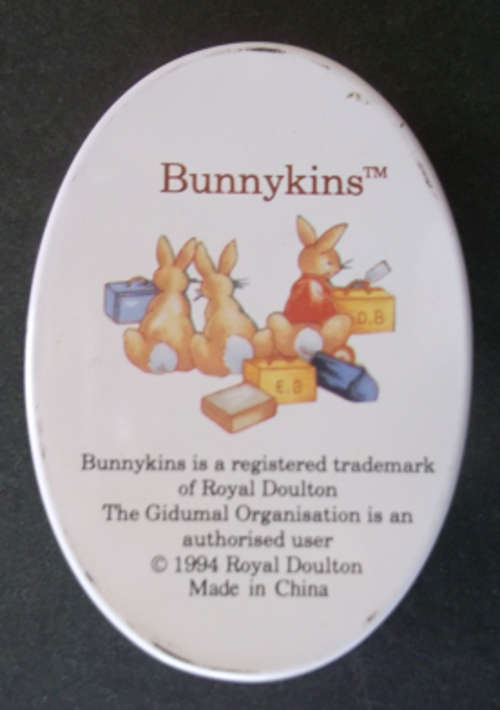 Bunnykins™
D.B
E.B
Bunnykins is a registered trademark
of Royal Doulton
The Gidumal Organisation is an
authorised user
© 1994 Royal Doulton
Made in China